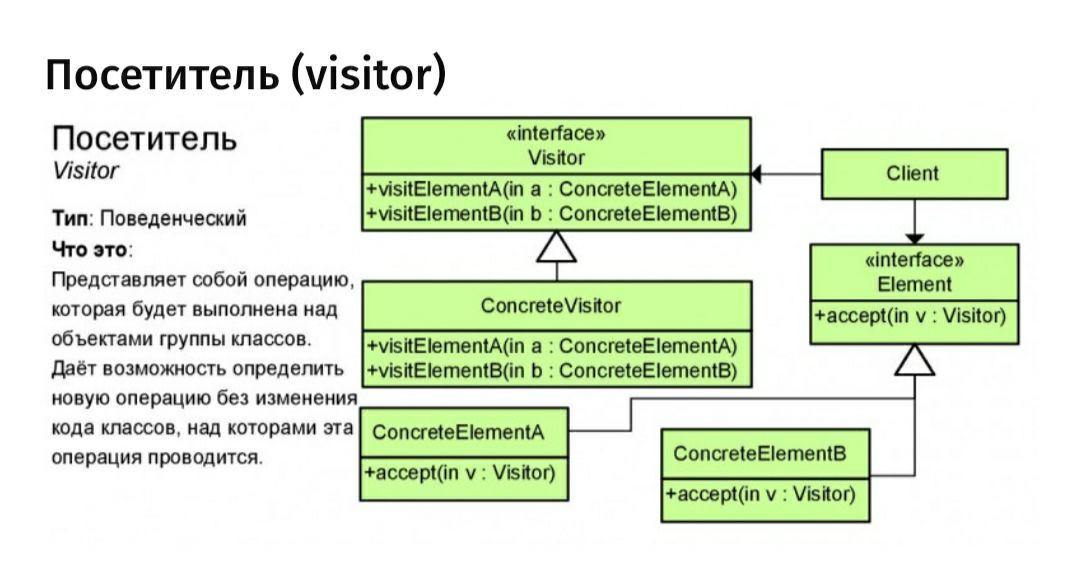 Посетитель (visitor)
Посетитель
Visitor
Тип: Поведенческий
Что это:
Представляет собой операцию,
которая будет выполнена над
объектами группы классов.
Даёт возможность определить
новую операцию без изменения
кода классов, над которами эта
операция проводится.
«interface»
Visitor
+visitElementA(in a : ConcreteElementA)
+visitElementB(in b : ConcreteElementB)
Client
«interface»
Element
+accept(in v : Visitor)
ConcreteVisitor
+visitElementA(in a : ConcreteElementA)
+visitElementB(in b : ConcreteElementB)
ConcreteElementA
+accept(in v : Visitor)
ConcreteElementB
+accept(in v : Visitor)